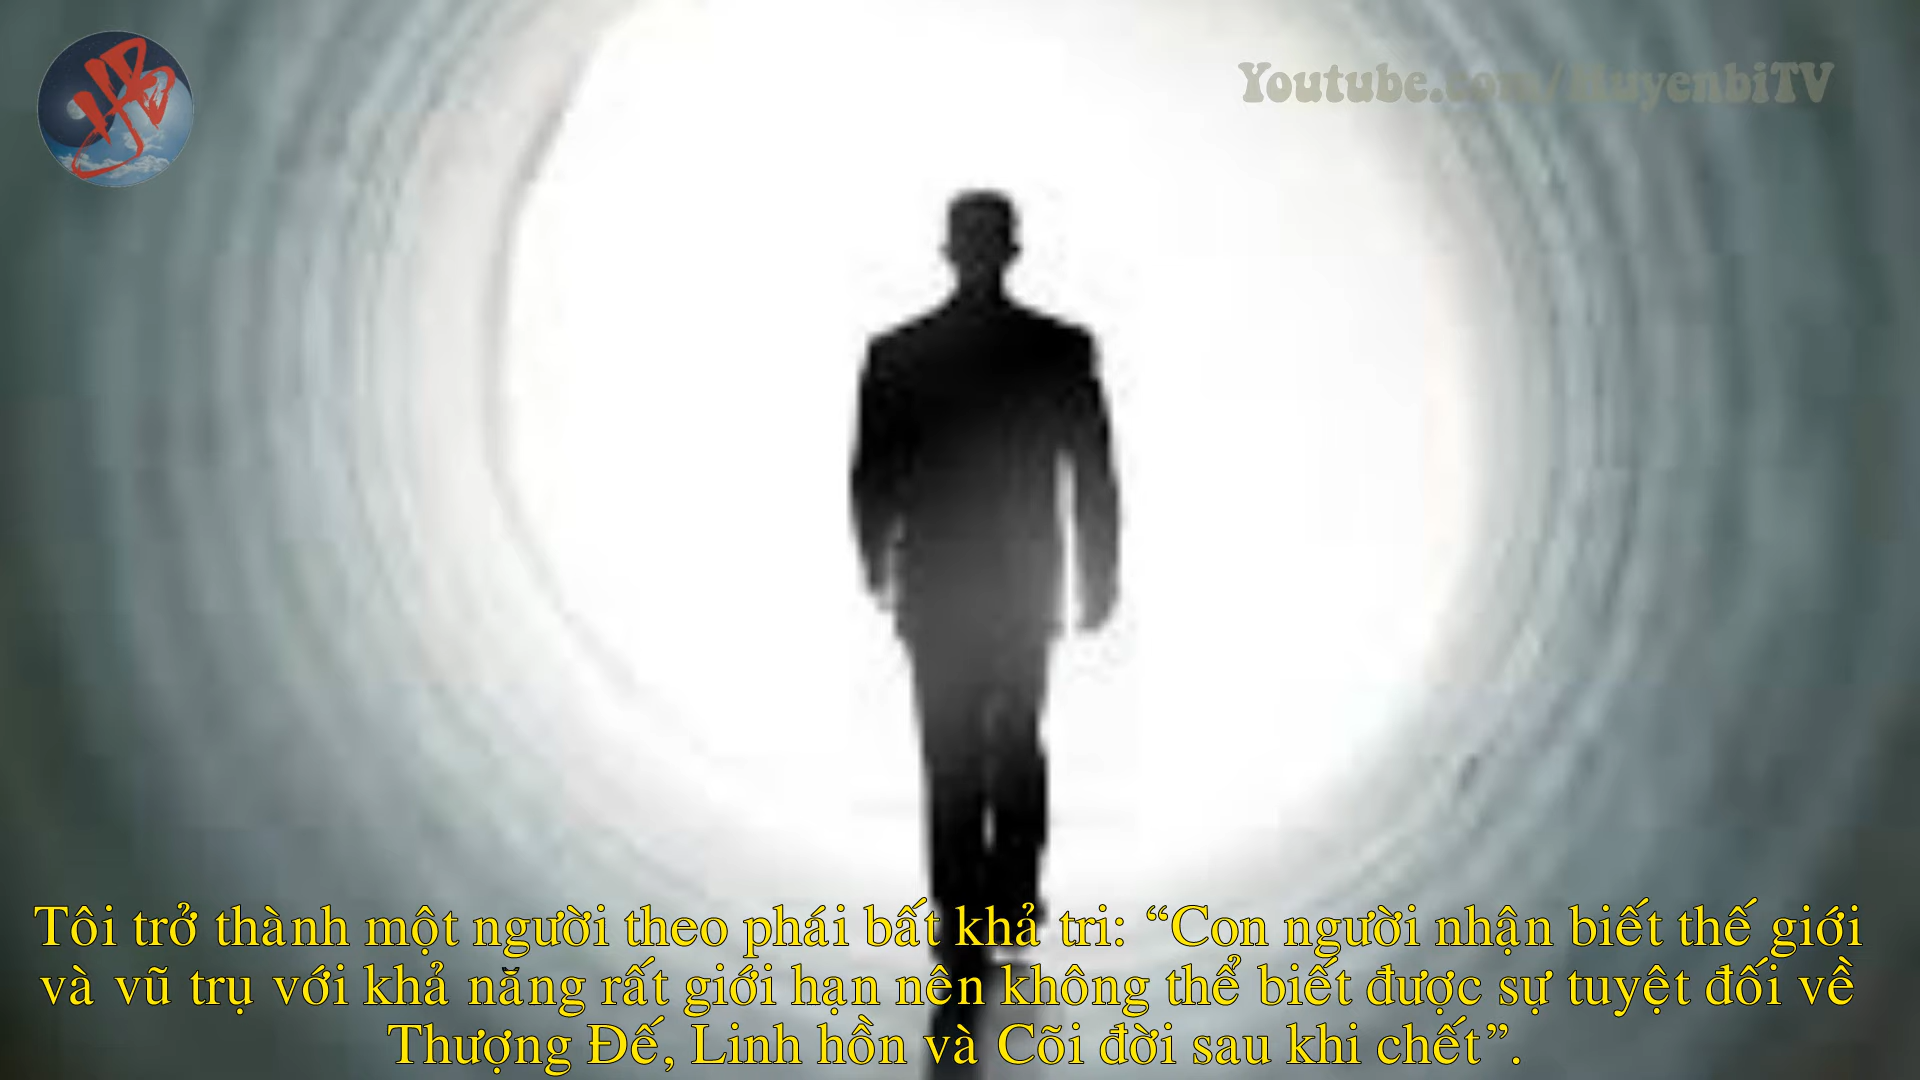 Youtube.com/HuyenbiTV
HB
Tôi trở thành một người theo phái bất khả tri: “Con người nhận biết thế giới
và vũ trụ với khả năng rất giới hạn nên không thể biết được sự tuyệt đối về
Thượng Đế, Linh hồn và Cõi đời sau khi chết”.